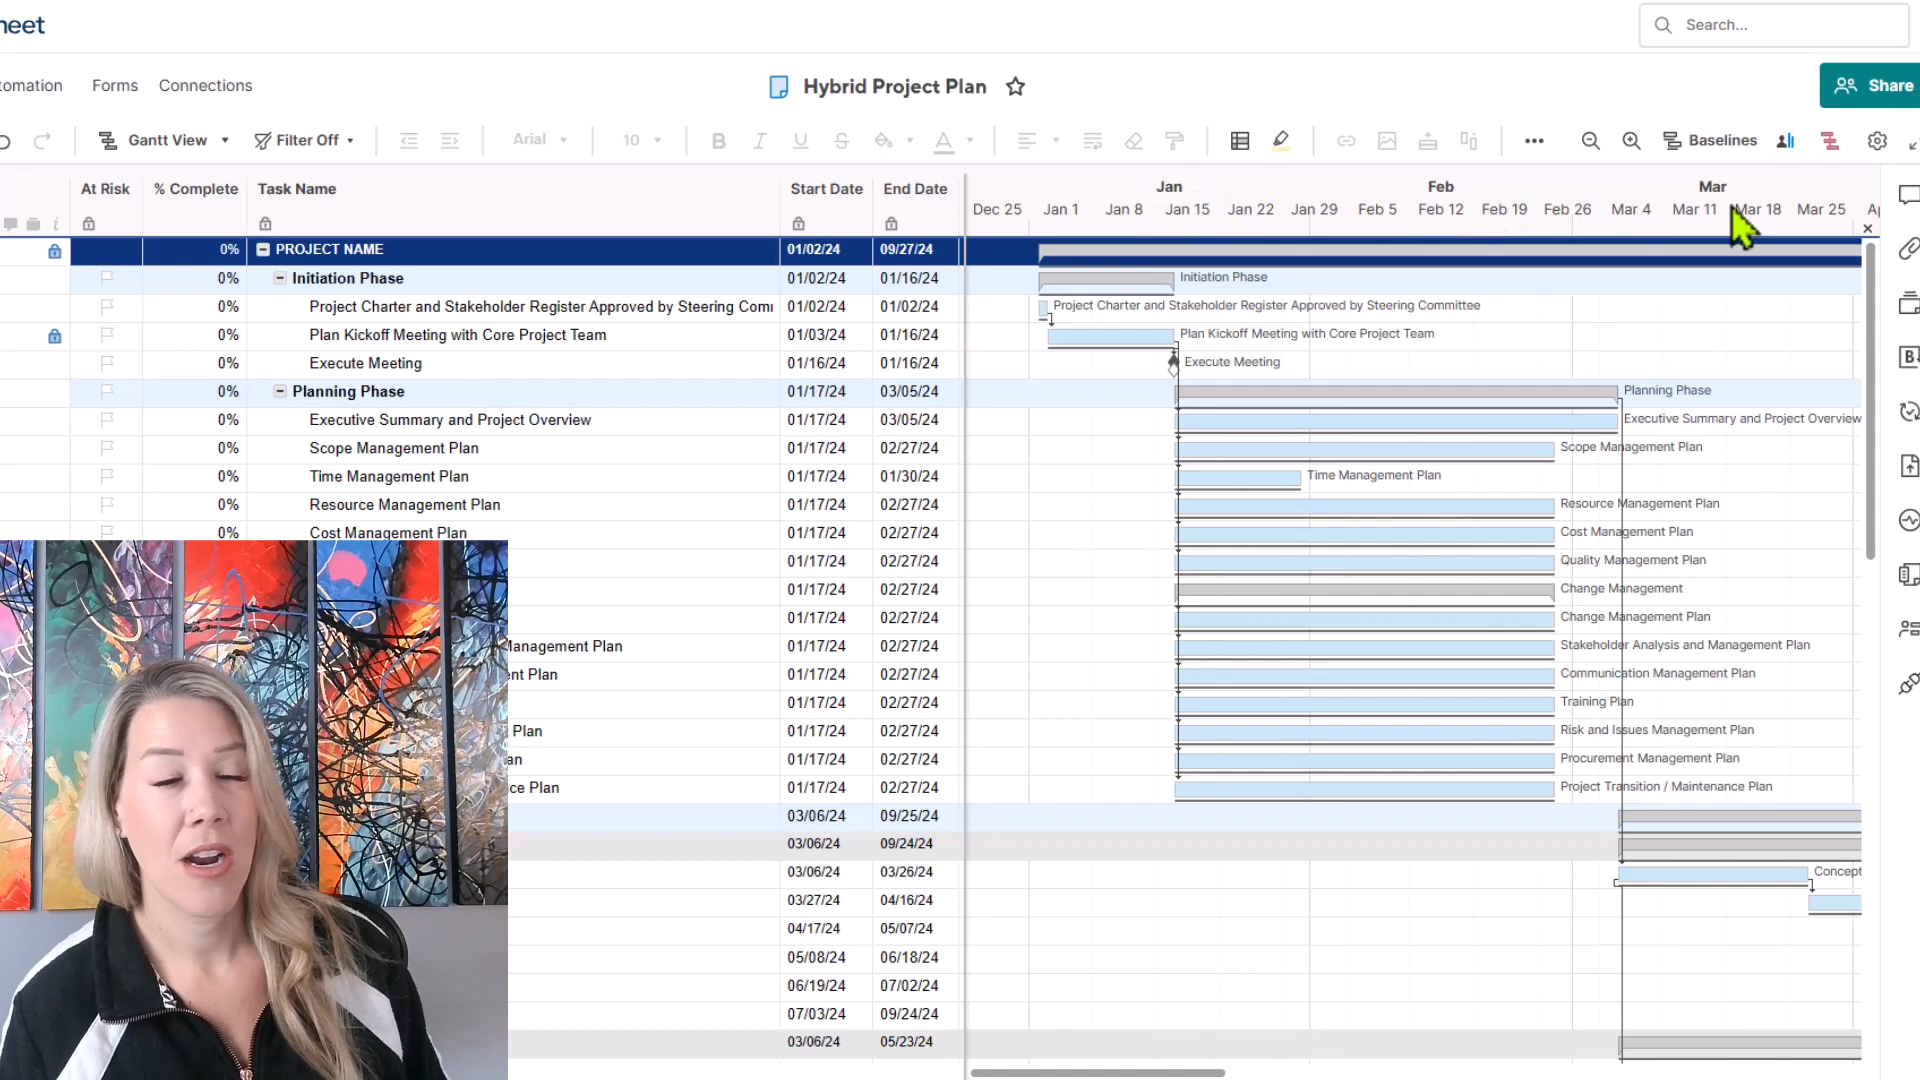 neet
Search...
tomation Forms Connections
Hybrid Project Plan
Share
Gantt View Filter Off Arial 10 B I U S A Baselines
At Risk % Complete Task Name Start Date End Date
Jan Feb Mar
Dec 25 Jan 1 Jan 8 Jan 15 Jan 22 Jan 29 Feb 5 Feb 12 Feb 19 Feb 26 Mar 4 Mar 11 Mar 18 Mar 25 Ap
0% PROJECT NAME 01/02/24 09/27/24
0% Initiation Phase 01/02/24 01/16/24 Initiation Phase
0% Project Charter and Stakeholder Register Approved by Steering Com 01/02/24 01/02/24 Project Charter and Stakeholder Register Approved by Steering Committee
0% Plan Kickoff Meeting with Core Project Team 01/03/24 01/16/24 Plan Kickoff Meeting with Core Project Team
0% Execute Meeting 01/16/24 01/16/24 Execute Meeting
0% Planning Phase 01/17/24 03/05/24 Planning Phase
0% Executive Summary and Project Overview 01/17/24 03/05/24 Executive Summary and Project Overview
0% Scope Management Plan 01/17/24 02/27/24 Scope Management Plan
0% Time Management Plan 01/17/24 01/30/24 Time Management Plan
0% Resource Management Plan 01/17/24 02/27/24 Resource Management Plan
0% Cost Management Plan 01/17/24 02/27/24 Cost Management Plan
01/17/24 02/27/24 Quality Management Plan
01/17/24 02/27/24 Change Management
01/17/24 02/27/24 Change Management Plan
Management Plan 01/17/24 02/27/24 Stakeholder Analysis and Management Plan
ent Plan 01/17/24 02/27/24 Communication Management Plan
01/17/24 02/27/24 Training Plan
Plan 01/17/24 02/27/24 Risk and Issues Management Plan
an 01/17/24 02/27/24 Procurement Management Plan
ce Plan 01/17/24 02/27/24 Project Transition / Maintenance Plan
03/06/24 09/25/24
03/06/24 09/24/24
03/06/24 03/26/24 Concept
03/27/24 04/16/24
04/17/24 05/07/24
05/08/24 06/18/24
06/19/24 07/02/24
07/03/24 09/24/24
03/06/24 05/23/24